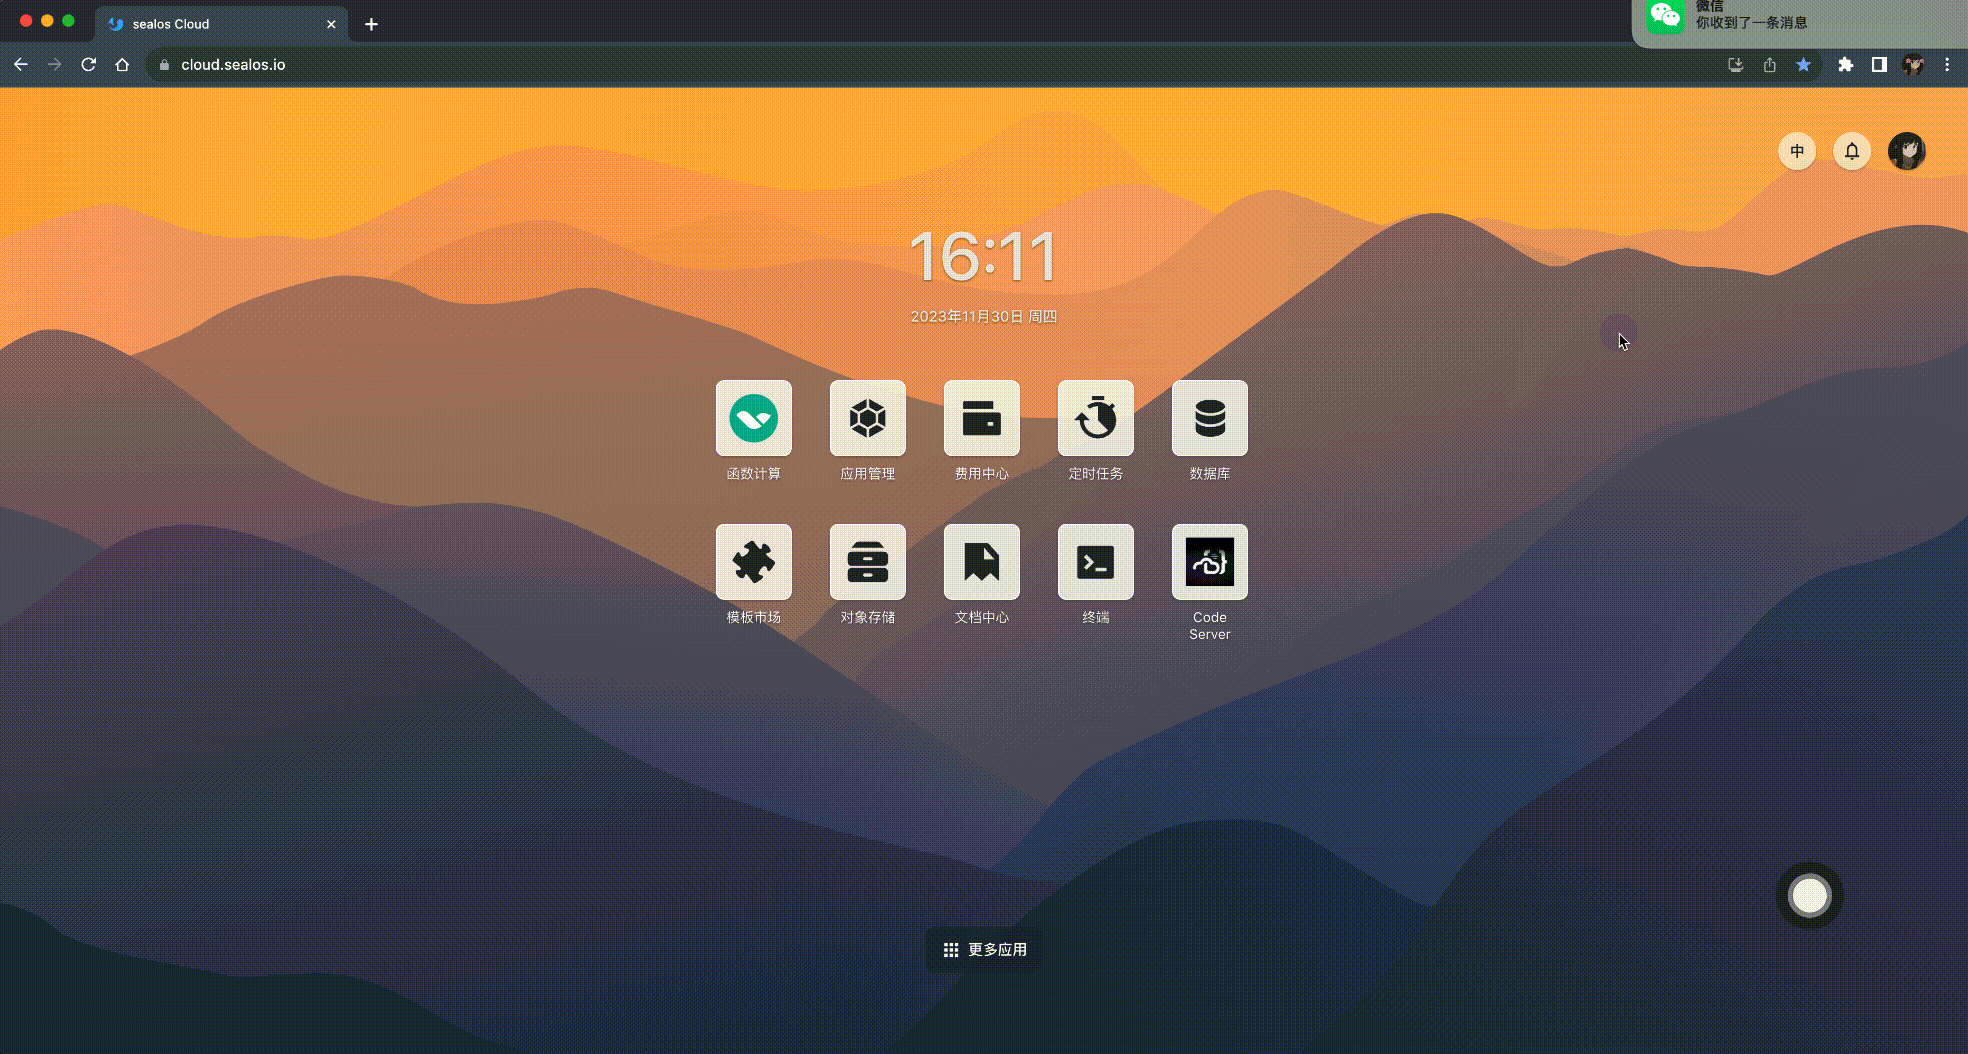 sealos Cloud
微信
你收到了一条消息
cloud.sealos.io
中
16:11
2023年11月30日 周四
函数计算
应用管理
费用中心
定时任务
数据库
模板市场
对象存储
文档中心
终端
Code
Server
更多应用